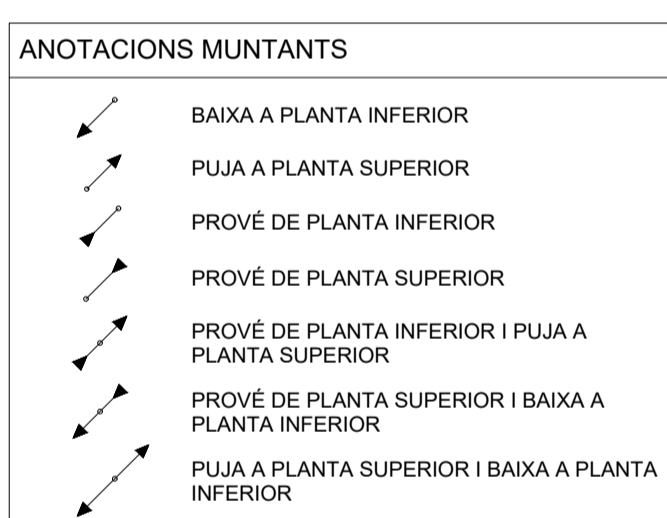 ANOTACIONS MUNTANTS
BAIXA A PLANTA INFERIOR
PUJA A PLANTA SUPERIOR
PROVÉ DE PLANTA INFERIOR
PROVÉ DE PLANTA SUPERIOR
PROVÉ DE PLANTA INFERIOR I PUJA A
PLANTA SUPERIOR
PROVÉ DE PLANTA SUPERIOR I BAIXA A
PLANTA INFERIOR
PUJA A PLANTA SUPERIOR I BAIXA A PLANTA
INFERIOR